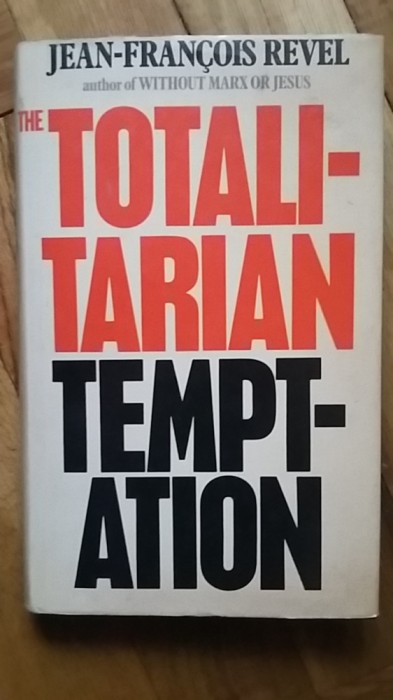 JEAN-FRANÇOIS REVEL
author of WITHOUT MARX OR JESUS
THE TOTALI-
TARIAN
TEMPT-
ATION